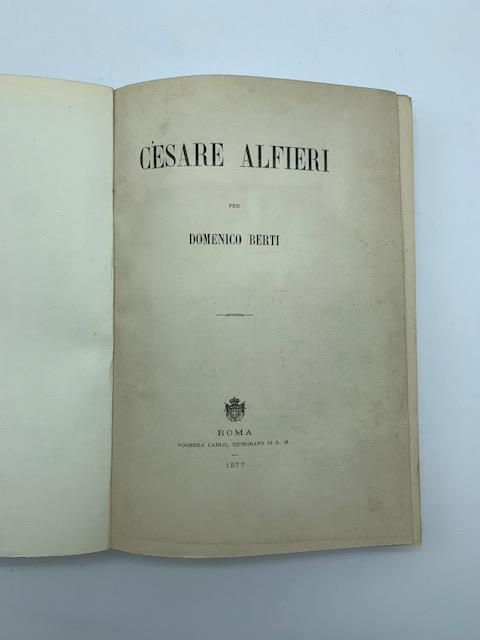 CESARE ALFIERI
PER
DOMENICO BERTI
ROMA
VOGHERA CARLO, TIPOGRAFO DI S. M.
1877